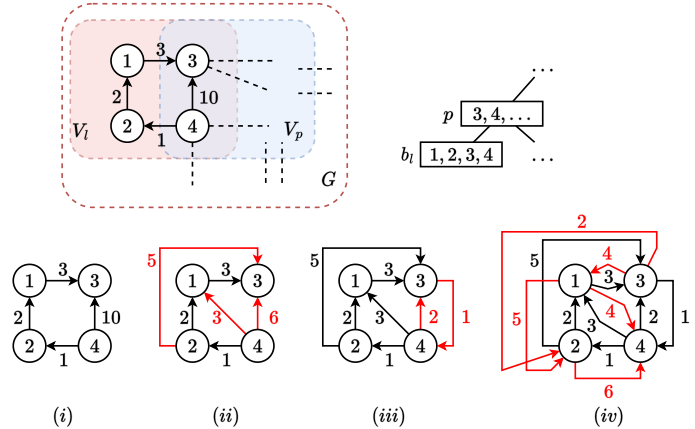 1 3 3
2 10
2 1 4
V_l V_p
G
...
p 3, 4, ...
b_l 1, 2, 3, 4 ...
1 3 3
2 10
2 1 4
5 1 3 3
2 3 6
2 1 4
5 1 3 3
2 3 2 1
2 1 4
2
5 4
1 3 3
5 2 3 4 2 1
2 1 4
6
(i) (ii) (iii) (iv)